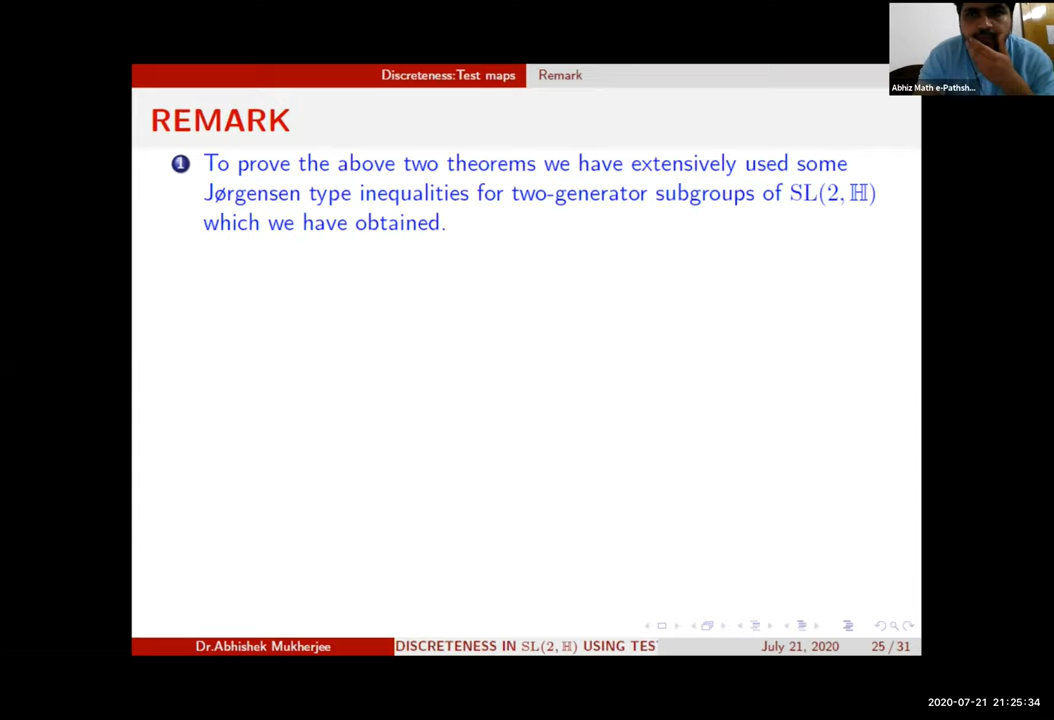 Abhiz Math e-Pathsh...
Discreteness:Test maps Remark
REMARK
1 To prove the above two theorems we have extensively used some
Jørgensen type inequalities for two-generator subgroups of SL(2, ℍ)
which we have obtained.
Dr.Abhishek Mukherjee DISCRETENESS IN SL(2, ℍ) USING TES July 21, 2020 25 / 31
2020-07-21 21:25:34